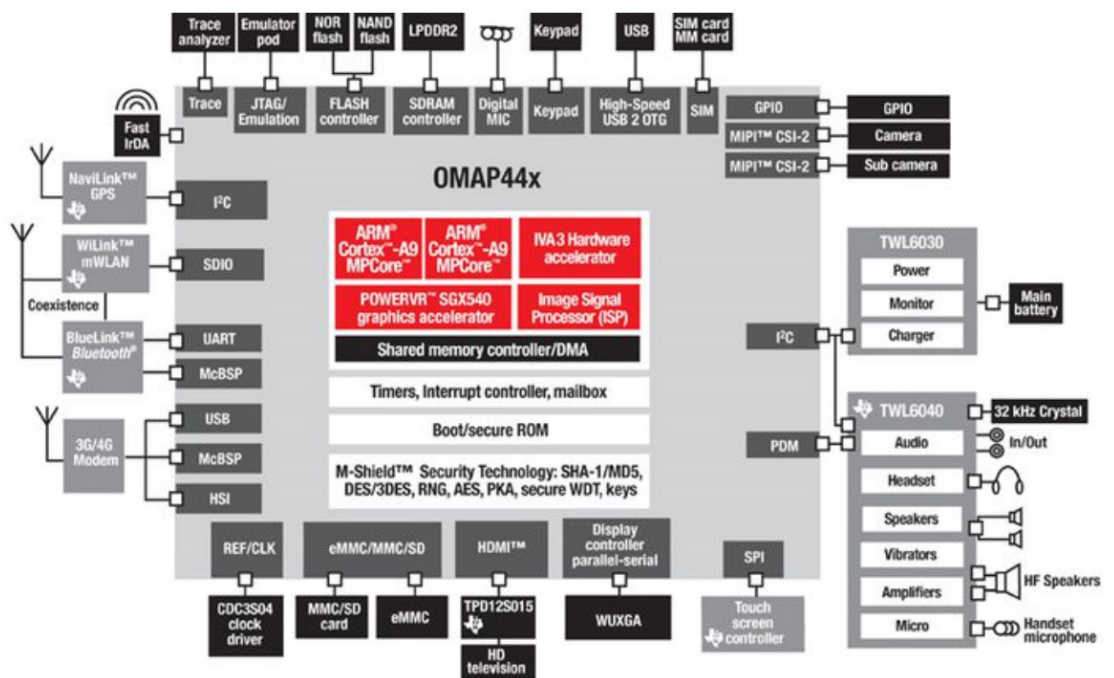 Trace
analyzer
Emulator
pod
NOR
flash
NAND
flash
LPDDR2
Keypad
USB
SIM card
MM card
Trace
JTAG/
Emulation
FLASH
controller
SDRAM
controller
Digital
MIC
Keypad
High-Speed
USB 2 OTG
SIM
GPIO
GPIO
MIPI™ CSI-2
Camera
MIPI™ CSI-2
Sub camera
Fast
IrDA
NaviLink™
GPS
I²C
WiLink™
mWLAN
SDIO
Coexistence
BlueLink™
Bluetooth®
UART
McBSP
3G/4G
Modem
USB
McBSP
HSI
OMAP44x
ARM®
Cortex™-A9
MPCore™
ARM®
Cortex™-A9
MPCore™
IVA3 Hardware
accelerator
POWERVR™ SGX540
graphics accelerator
Image Signal
Processor (ISP)
Shared memory controller/DMA
Timers, Interrupt controller, mailbox
Boot/secure ROM
M-Shield™ Security Technology: SHA-1/MD5,
DES/3DES, RNG, AES, PKA, secure WDT, keys
I²C
PDM
TWL6030
Power
Monitor
Charger
Main
battery
TWL6040
32 kHz Crystal
Audio
In/Out
Headset
Speakers
Vibrators
Amplifiers
HF Speakers
Micro
Handset
microphone
REF/CLK
eMMC/MMC/SD
HDMI™
Display
controller
parallel-serial
SPI
CDC3S04
clock
driver
MMC/SD
card
eMMC
TPD12S015
HD
television
WUXGA
Touch
screen
controller